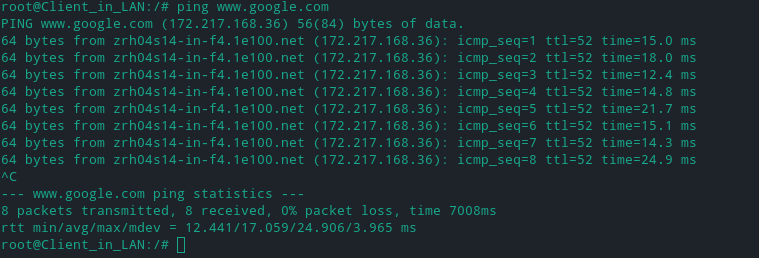 root@Client_in_LAN:/# ping www.google.com
PING www.google.com (172.217.168.36) 56(84) bytes of data.
64 bytes from zrh04s14-in-f4.1e100.net (172.217.168.36): icmp_seq=1 ttl=52 time=15.0 ms
64 bytes from zrh04s14-in-f4.1e100.net (172.217.168.36): icmp_seq=2 ttl=52 time=18.0 ms
64 bytes from zrh04s14-in-f4.1e100.net (172.217.168.36): icmp_seq=3 ttl=52 time=12.4 ms
64 bytes from zrh04s14-in-f4.1e100.net (172.217.168.36): icmp_seq=4 ttl=52 time=14.8 ms
64 bytes from zrh04s14-in-f4.1e100.net (172.217.168.36): icmp_seq=5 ttl=52 time=21.7 ms
64 bytes from zrh04s14-in-f4.1e100.net (172.217.168.36): icmp_seq=6 ttl=52 time=15.1 ms
64 bytes from zrh04s14-in-f4.1e100.net (172.217.168.36): icmp_seq=7 ttl=52 time=14.3 ms
64 bytes from zrh04s14-in-f4.1e100.net (172.217.168.36): icmp_seq=8 ttl=52 time=24.9 ms
^C
--- www.google.com ping statistics ---
8 packets transmitted, 8 received, 0% packet loss, time 7008ms
rtt min/avg/max/mdev = 12.441/17.059/24.906/3.965 ms
root@Client_in_LAN:/#